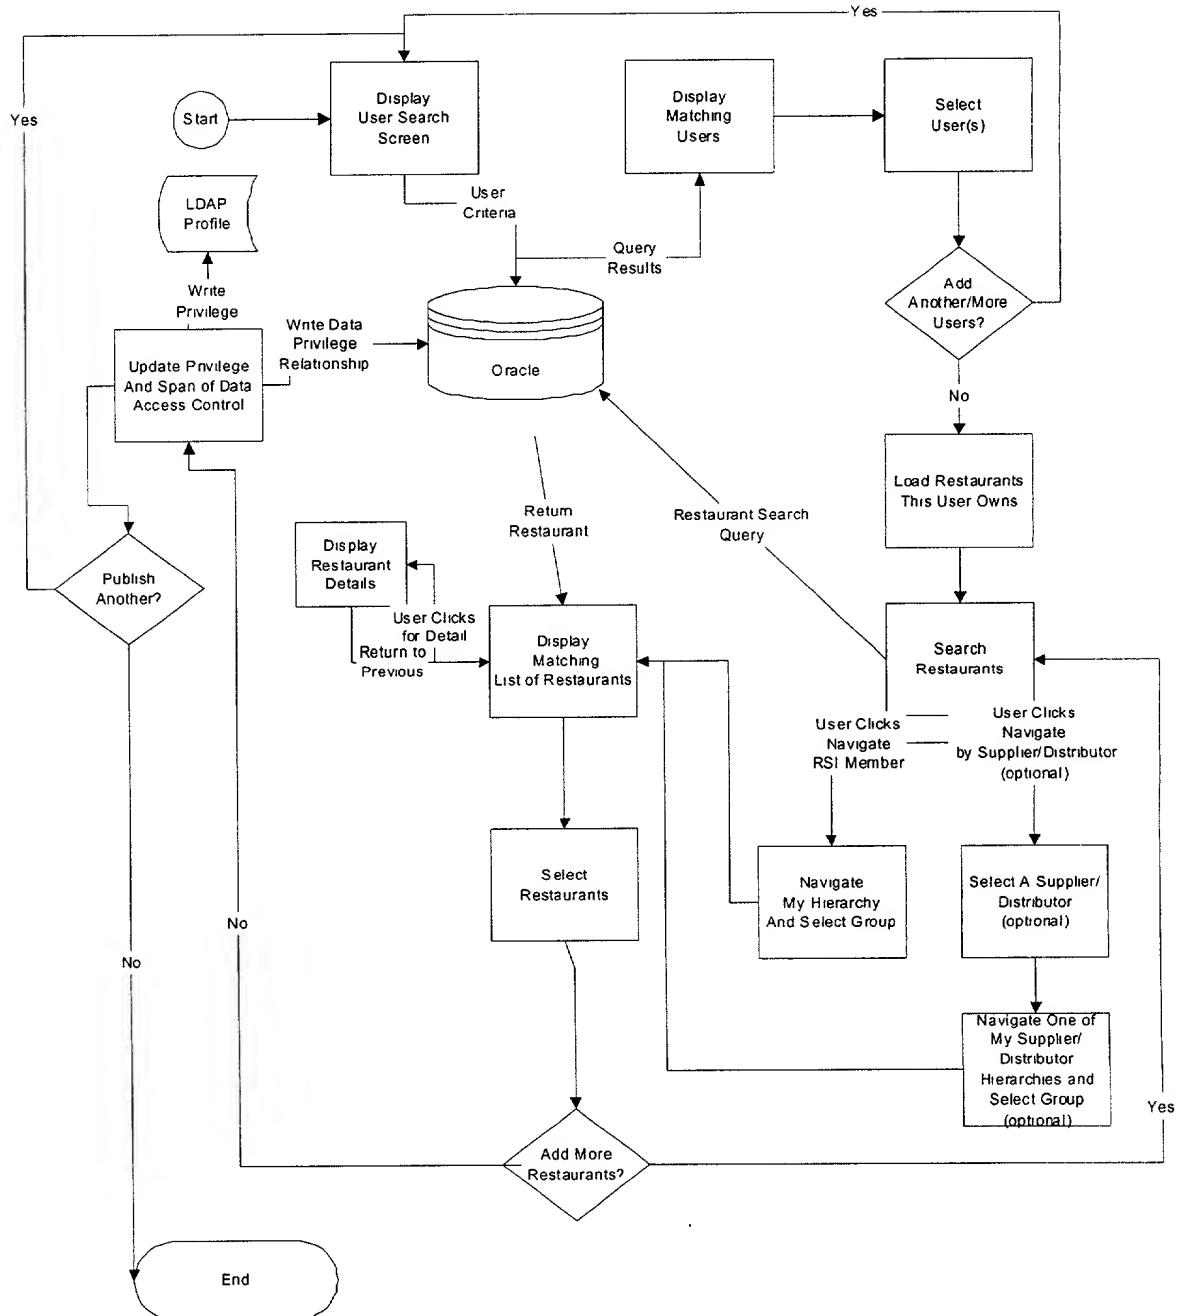 Yes
Yes
Start
Display
User Search
Screen
Display
Matching
Users
Select
User(s)
LDAP
Profile
User
Criteria
Query
Results
Write
Privilege
Write Data
Privilege
Relationship
Add
Another/More
Users?
Update Privilege
And Span of Data
Access Control
Oracle
No
Load Restaurants
This User Owns
Return
Restaurant
Restaurant Search
Query
Display
Restaurant
Details
Publish
Another?
User Clicks
for Detail
Return to
Previous
Display
Matching
List of Restaurants
Search
Restaurants
User Clicks
Navigate
RSI Member
User Clicks
Navigate
by Supplier/Distributor
(optional)
Select
Restaurants
Navigate
My Hierarchy
And Select Group
Select A Supplier/
Distributor
(optional)
No
No
Navigate One of
My Supplier/
Distributor
Hierarchies and
Select Group
(optional)
Yes
Add More
Restaurants?
End